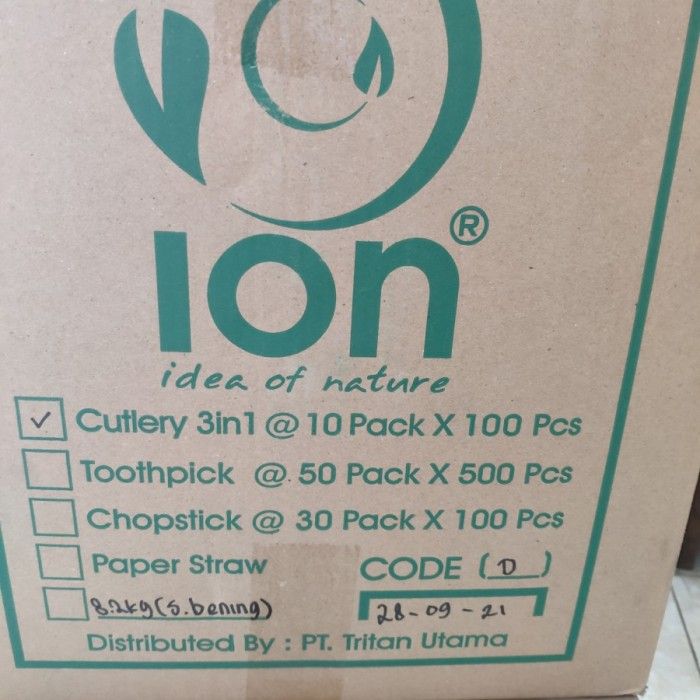 ion®
idea of nature
✓ Cutlery 3in1 @ 10 Pack X 100 Pcs
Toothpick @ 50 Pack X 500 Pcs
Chopstick @ 30 Pack X 100 Pcs
Paper Straw CODE (D)
8.2kg (S.bening) 28-09-21
Distributed By : PT. Tritan Utama